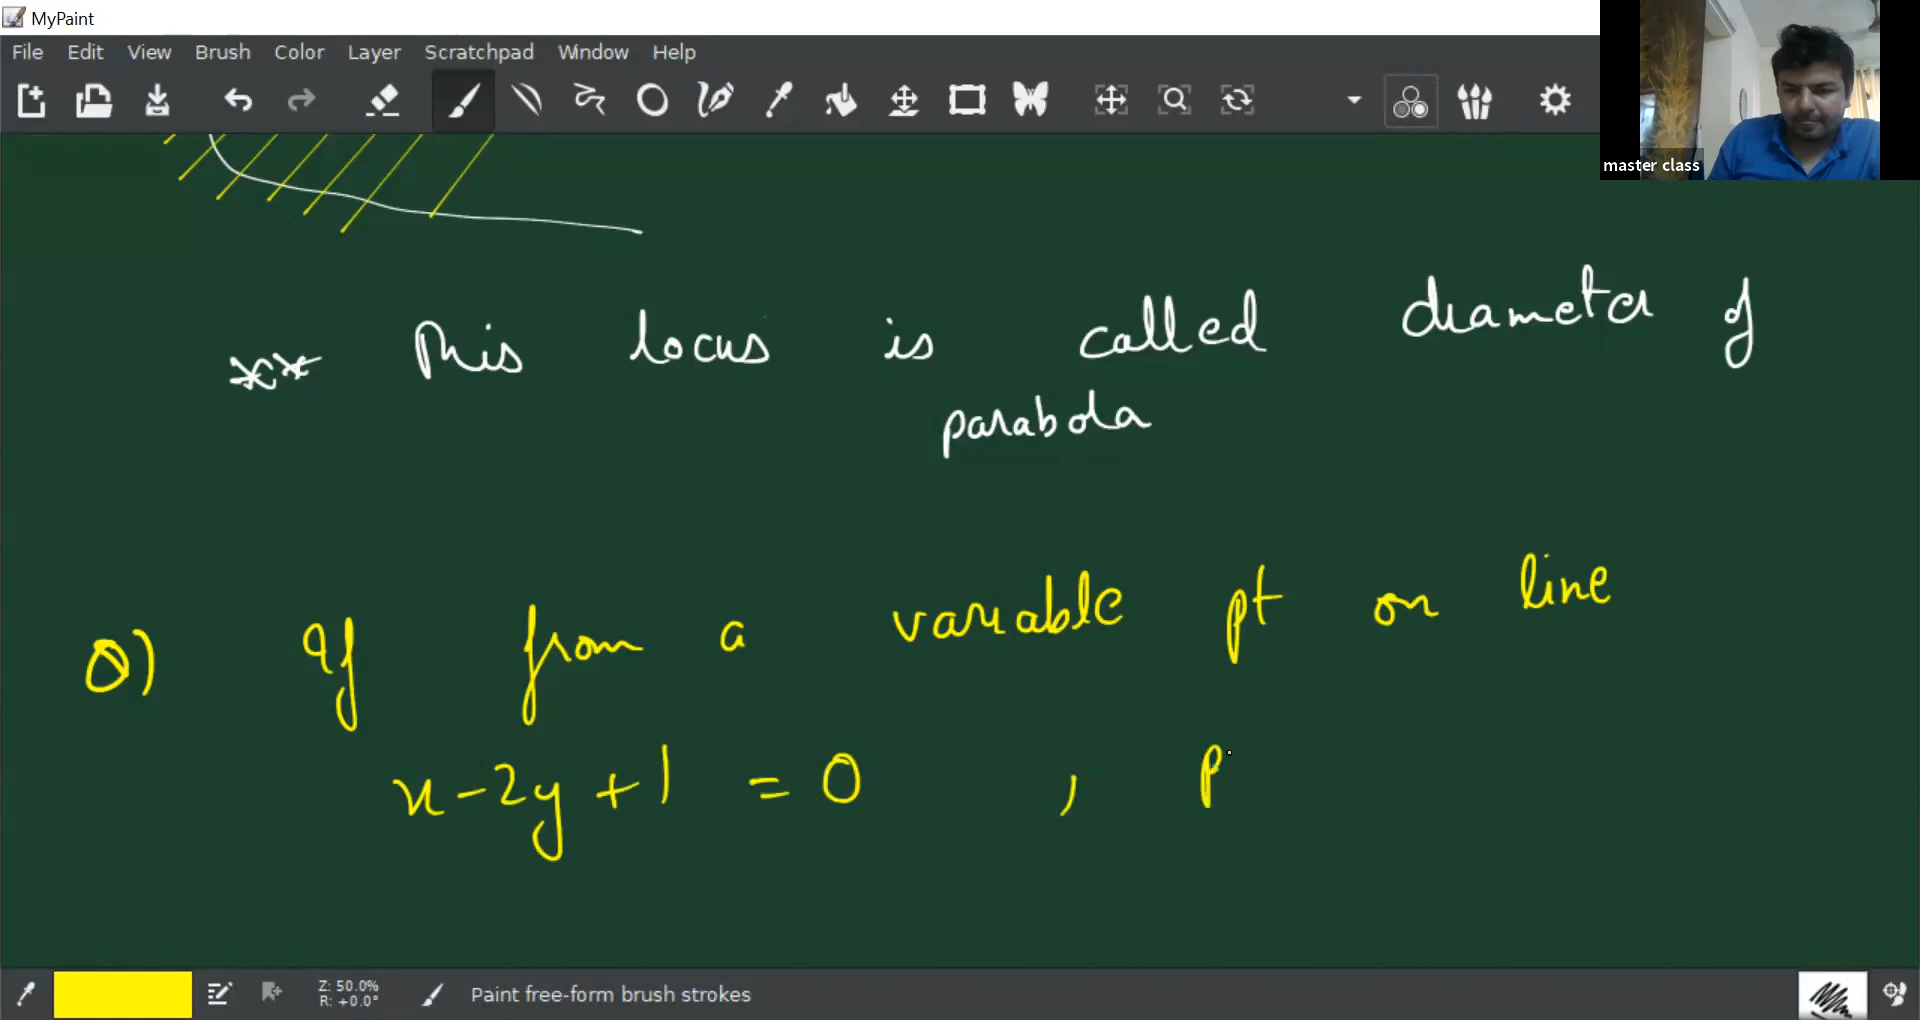 MyPaint
File Edit View Brush Color Layer Scratchpad Window Help
master class
** This locus is called diameter of
parabola
Q) If from a variable pt on line
x-2y+1 = 0 , P
Z: 50.0%
R: +0.0°
Paint free-form brush strokes